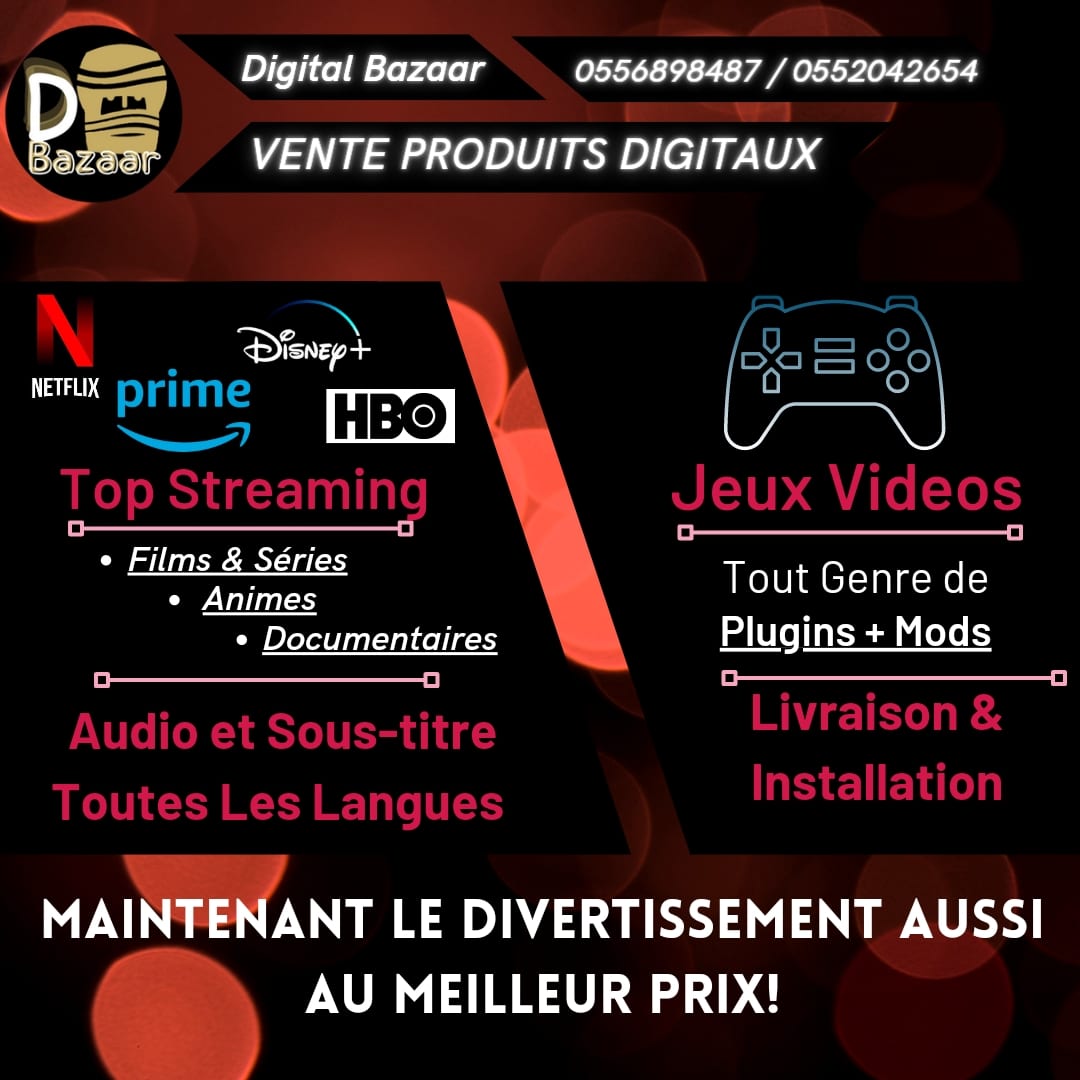 D
Bazaar
Digital Bazaar
0556898487 / 0552042654
VENTE PRODUITS DIGITAUX
N
NETFLIX
Disney+
prime
HBO
Top Streaming
• Films & Séries
• Animes
• Documentaires
Audio et Sous-titre
Toutes Les Langues
Jeux Videos
Tout Genre de
Plugins + Mods
Livraison &
Installation
MAINTENANT LE DIVERTISSEMENT AUSSI
AU MEILLEUR PRIX!